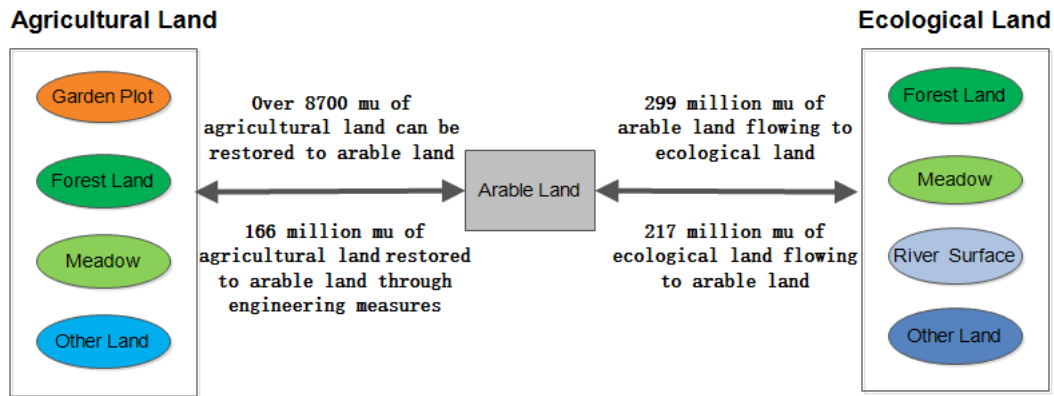 Agricultural Land
Garden Plot
Forest Land
Meadow
Other Land
Over 8700 mu of
agricultural land can be
restored to arable land
166 million mu of
agricultural land restored
to arable land through
engineering measures
Arable Land
299 million mu of
arable land flowing to
ecological land
217 million mu of
ecological land flowing
to arable land
Ecological Land
Forest Land
Meadow
River Surface
Other Land